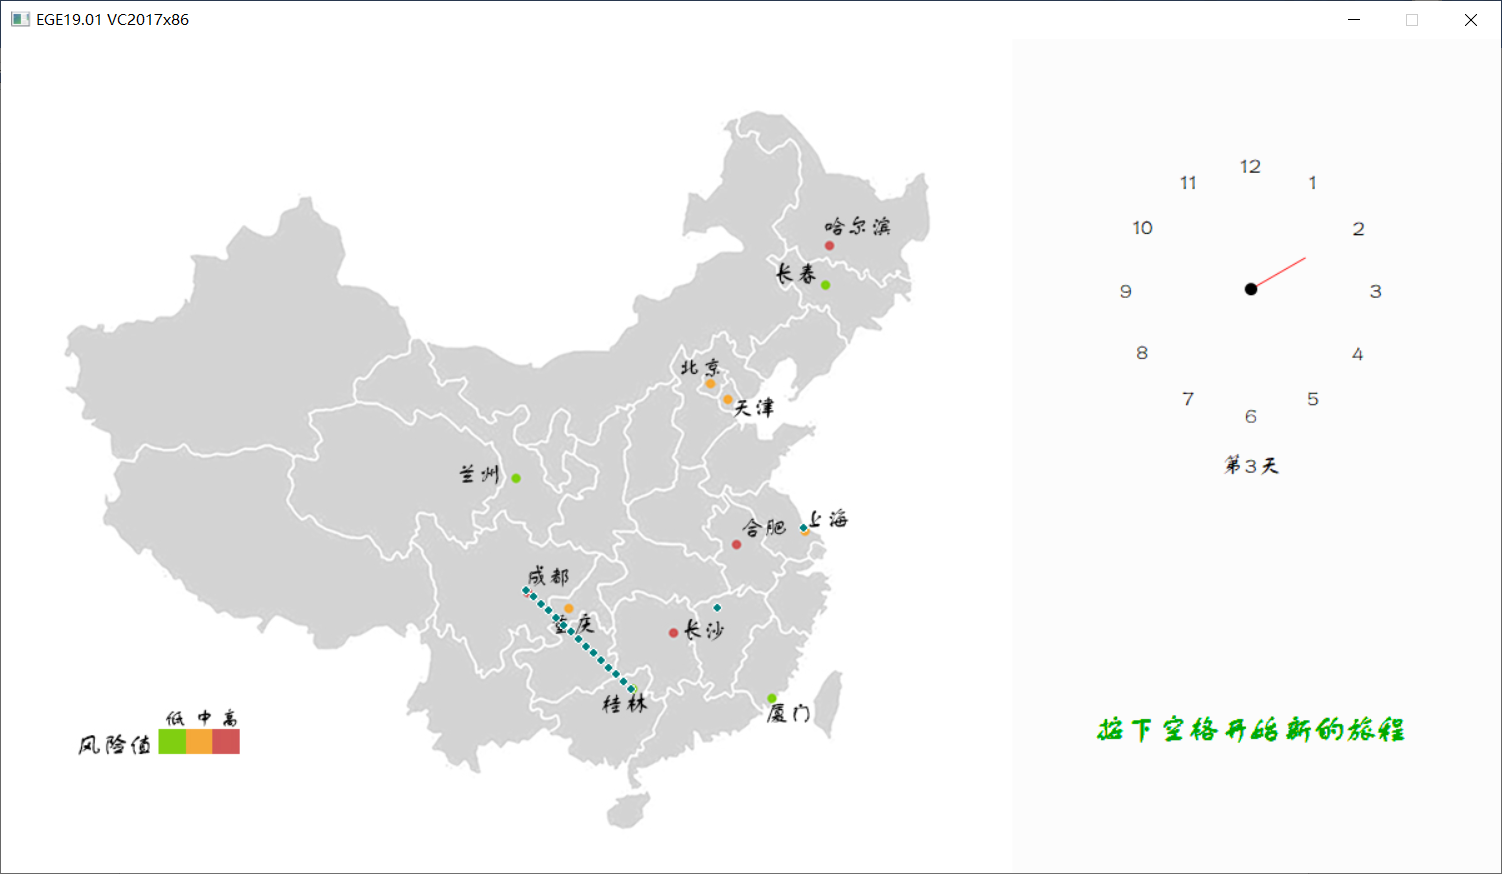 EGE19.01 VC2017x86
哈尔滨
长春
北京
天津
兰州
合肥
上海
成都
重庆
长沙
桂林
厦门
低 中 高
风险值
12
11
1
10
2
9
3
8
4
7
5
6
第3天
按下空格开始新的旅程